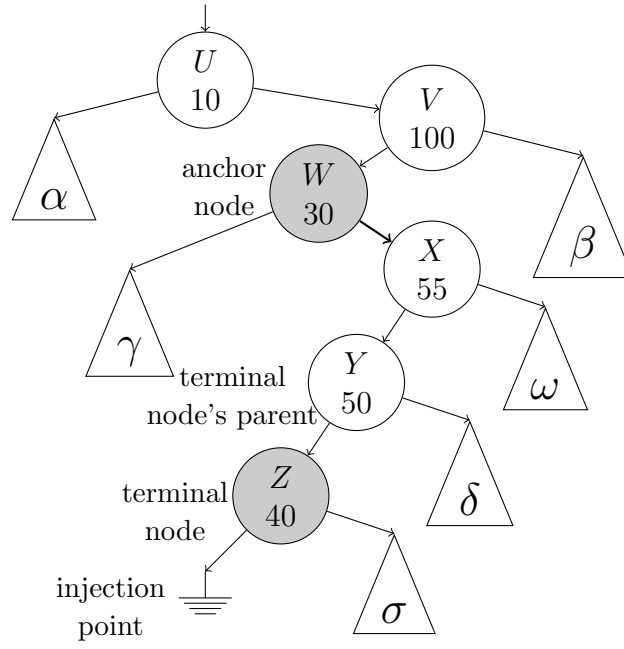 U
10
V
100
α
anchor
node
W
30
β
X
55
γ
terminal
node's parent
Y
50
ω
terminal
node
Z
40
δ
injection
point
σ